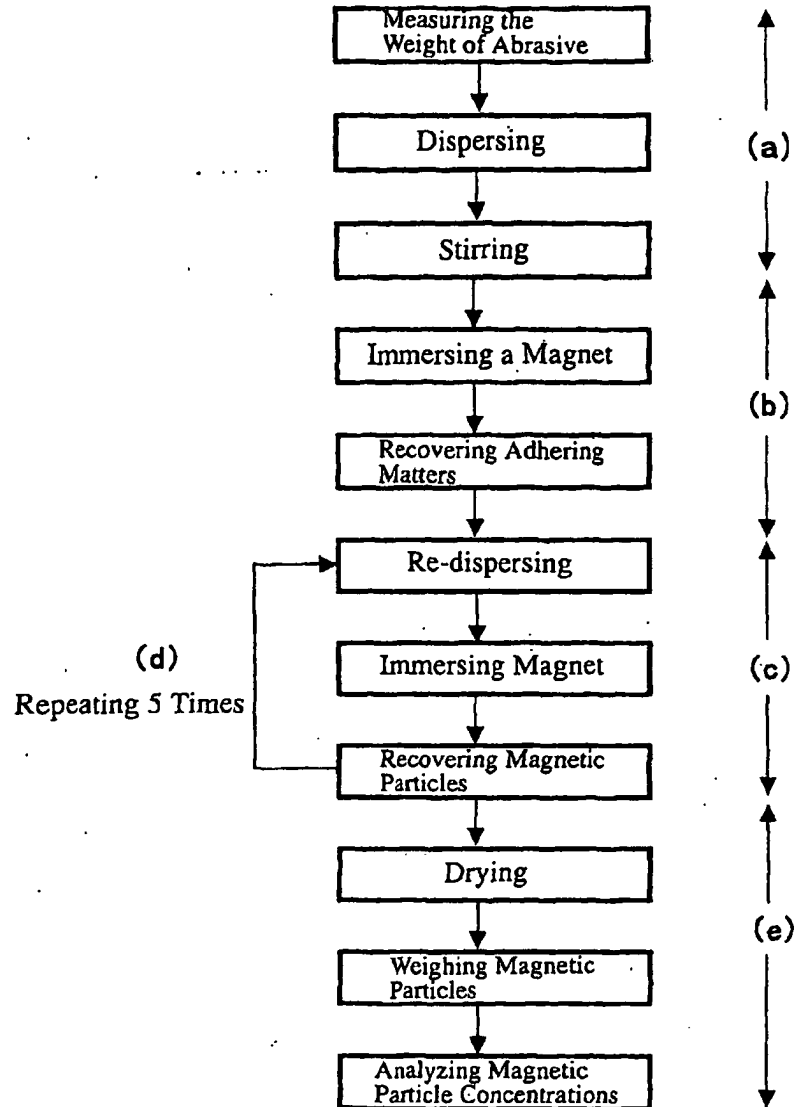 Measuring the
Weight of Abrasive
Dispersing
(a)
Stirring
Immersing a Magnet
(b)
Recovering Adhering
Matters
Re-dispersing
(d)
Repeating 5 Times
Immersing Magnet
(c)
Recovering Magnetic
Particles
Drying
(e)
Weighing Magnetic
Particles
Analyzing Magnetic
Particle Concentrations